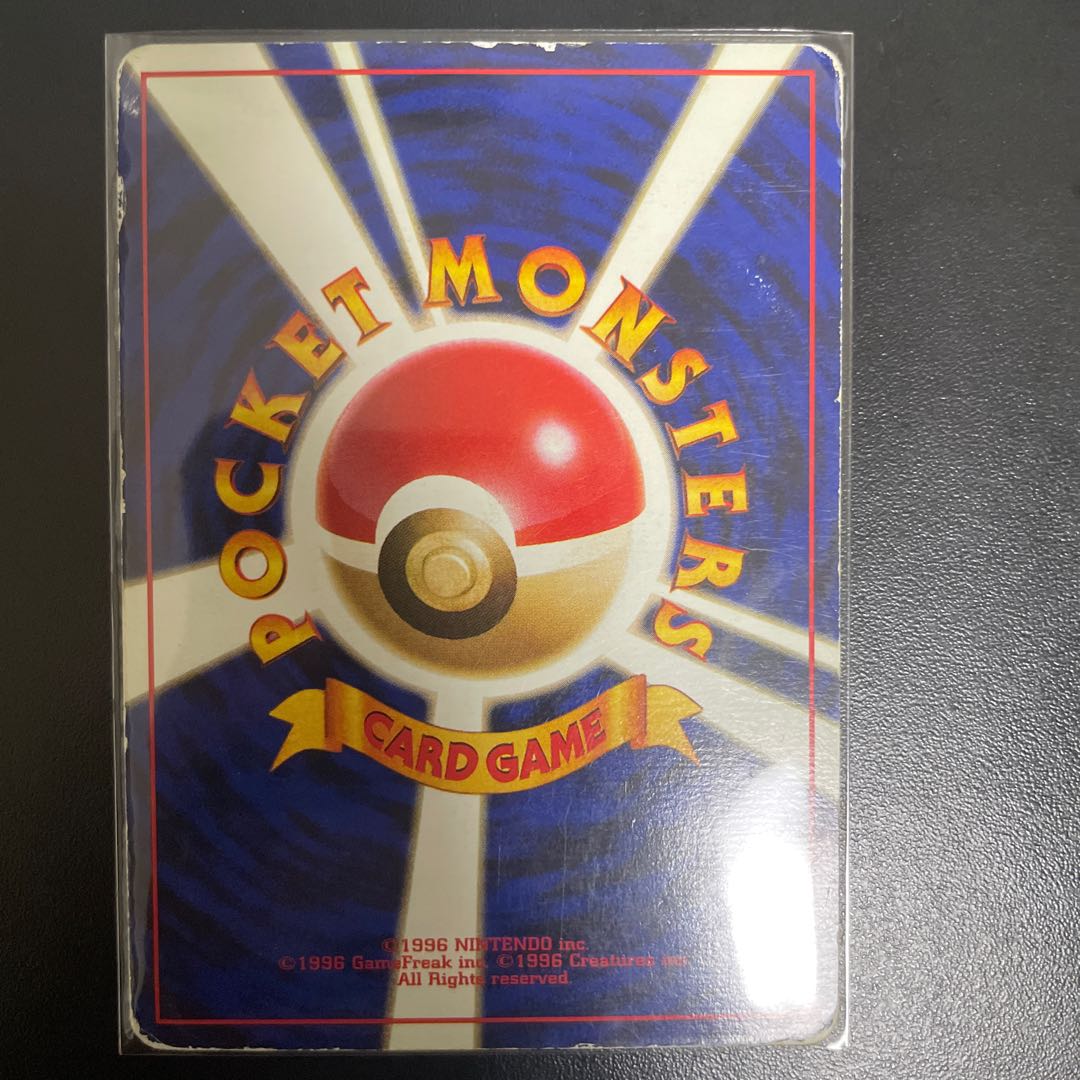 POCKET MONSTERS
CARD GAME
©1996 NINTENDO inc.
©1996 GameFreak inc. ©1996 Creatures inc.
All Rights reserved.